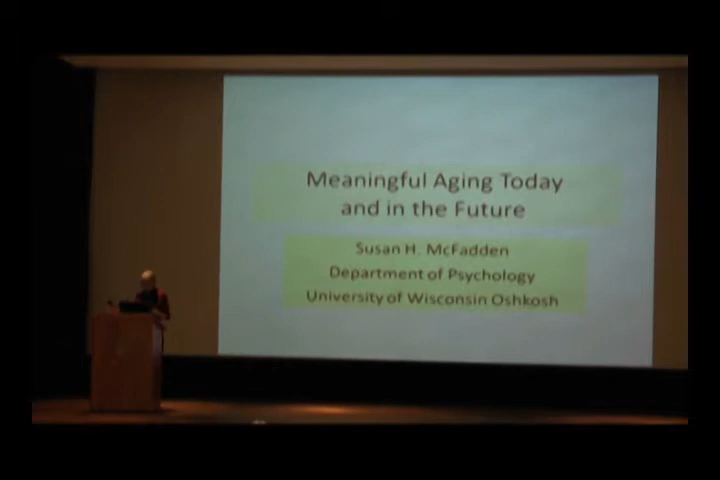 Meaningful Aging Today
and in the Future
Susan H. McFadden
Department of Psychology
University of Wisconsin Oshkosh